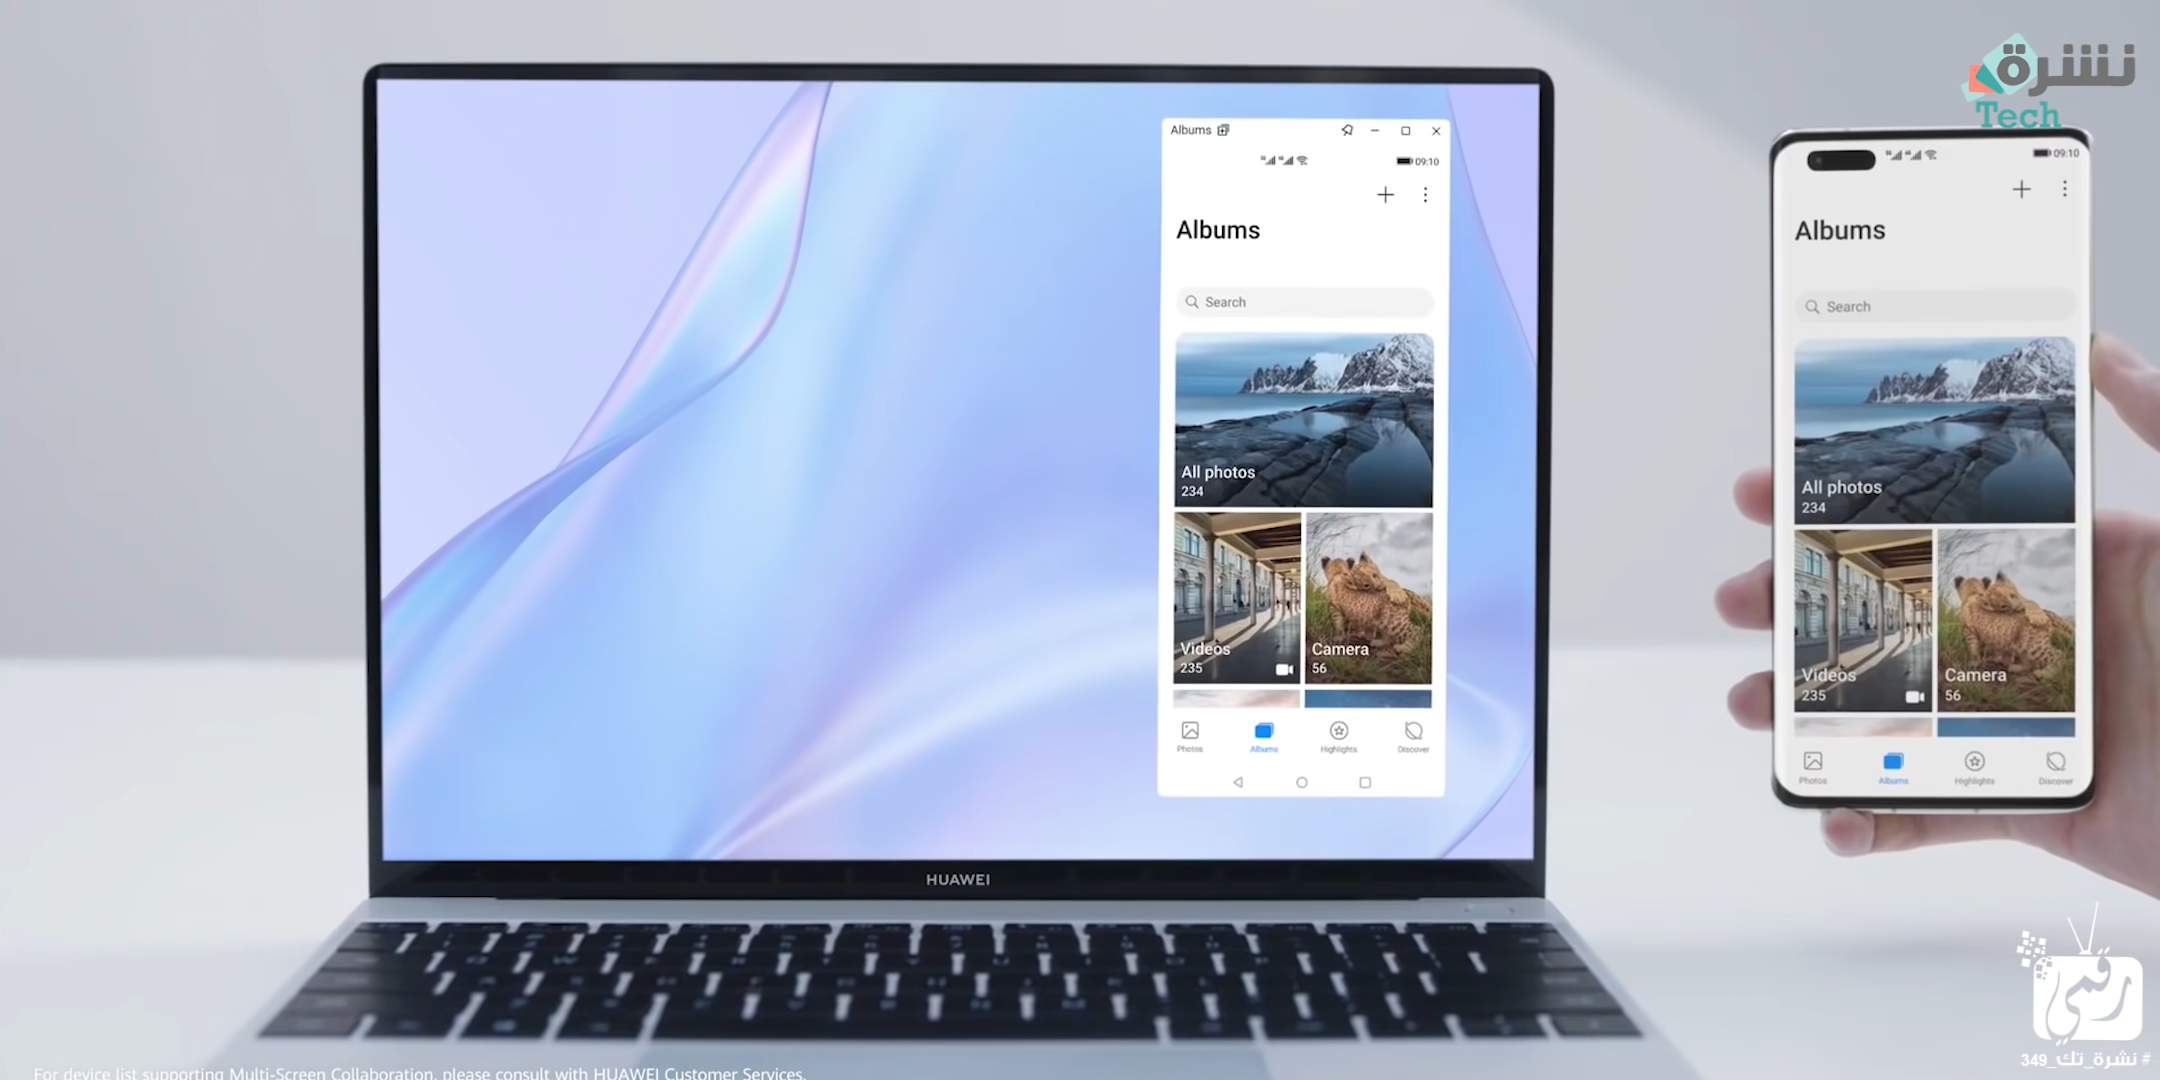 نشرة
Tech
Albums
09:10
Albums
Search
All photos
234
Videos
235
Camera
56
Photos
Albums
Highlights
Discover
09:10
Albums
Search
All photos
234
Videos
235
Camera
56
Photos
Albums
Highlights
Discover
HUAWEI
رقمي
# نشرة_تك_349
For device list supporting Multi-Screen Collaboration, please consult with HUAWEI Customer Services.